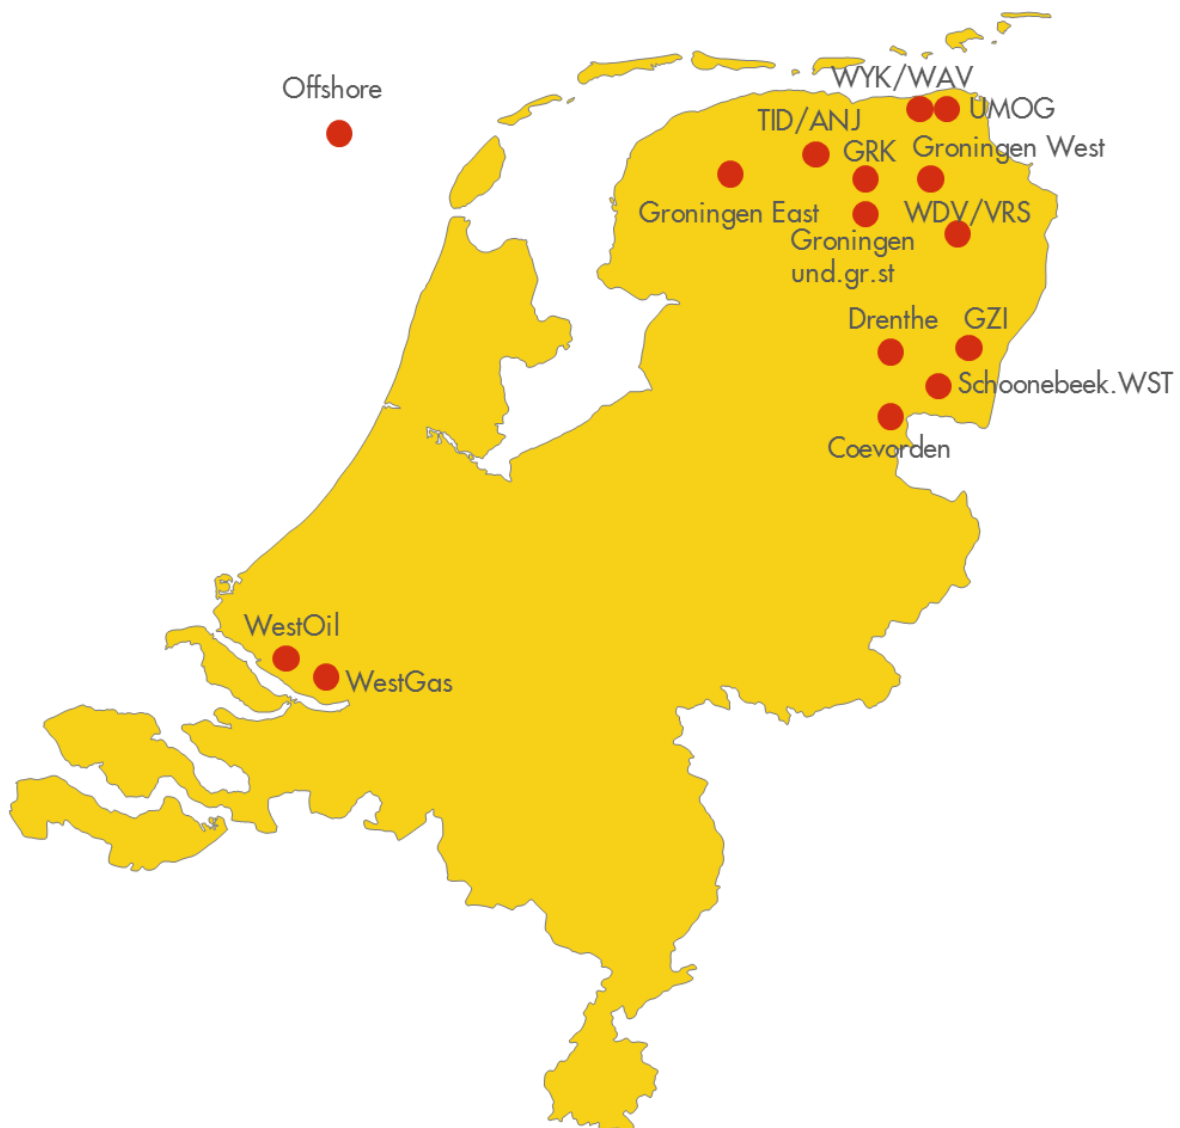 WYK/WAV
Offshore
UMOG
TID/ANJ
GRK
Groningen West
Groningen East
WDV/VRS
Groningen
und.gr.st
Drenthe
GZI
Schoonebeek.WST
Coevorden
WestOil
WestGas